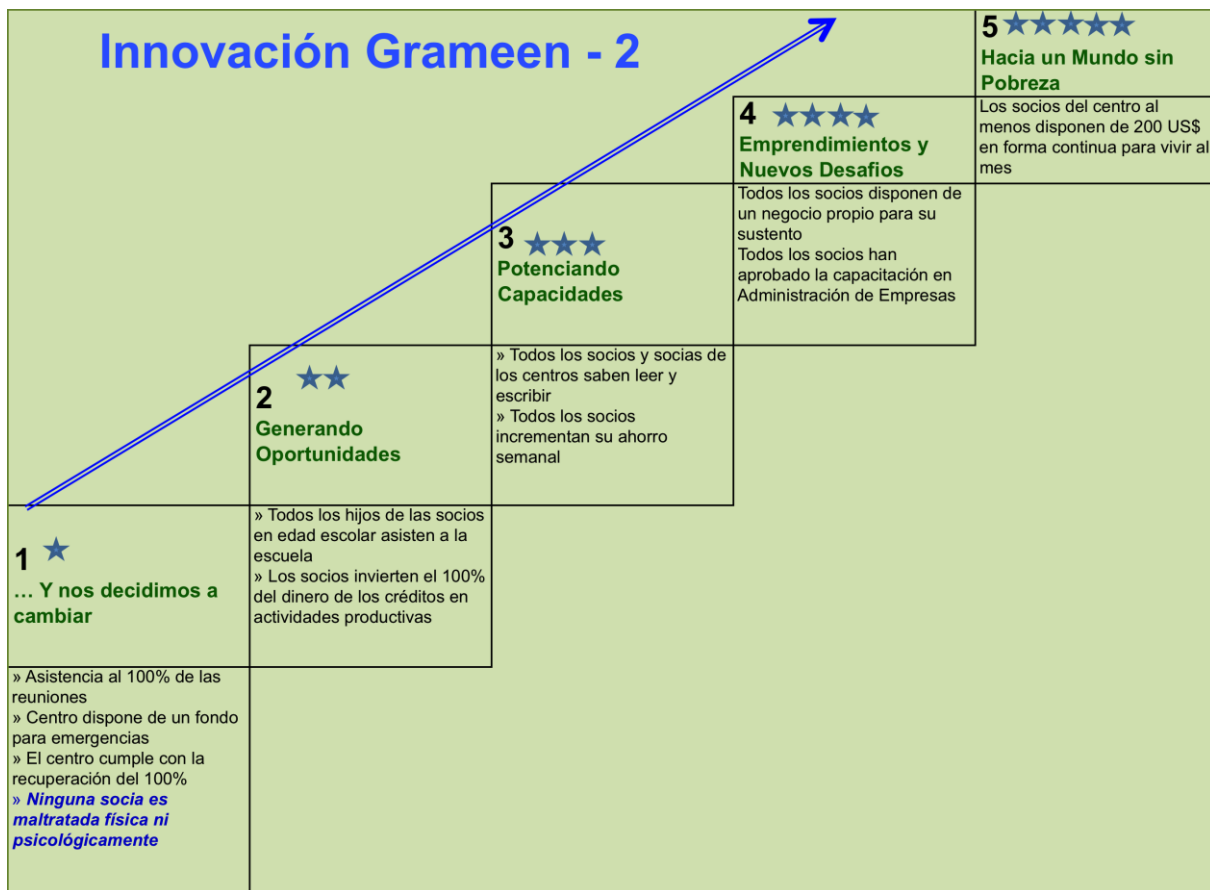 Innovación Grameen - 2
5
Hacia un Mundo sin
Pobreza
Los socios del centro al
menos disponen de 200 US$
en forma continua para vivir al
mes
4
Emprendimientos y
Nuevos Desafios
Todos los socios disponen de
un negocio propio para su
sustento
Todos los socios han
aprobado la capacitación en
Administración de Empresas
3
Potenciando
Capacidades
» Todos los socios y socias de
los centros saben leer y
escribir
» Todos los socios
incrementan su ahorro
semanal
2
Generando
Oportunidades
» Todos los hijos de las socios
en edad escolar asisten a la
escuela
» Los socios invierten el 100%
del dinero de los créditos en
actividades productivas
1
… Y nos decidimos a
cambiar
» Asistencia al 100% de las
reuniones
» Centro dispone de un fondo
para emergencias
» El centro cumple con la
recuperación del 100%
» Ninguna socia es
maltratada física ni
psicológicamente